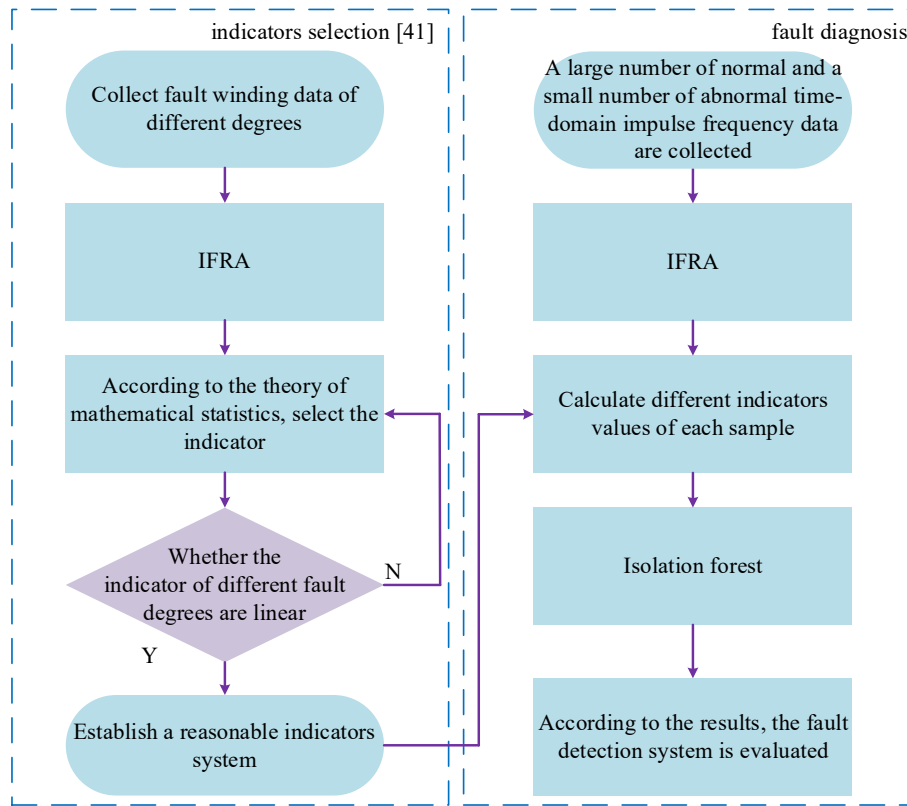 indicators selection [41]
Collect fault winding data of
different degrees
IFRA
According to the theory of
mathematical statistics, select the
indicator
Whether the
indicator of different fault
degrees are linear
N
Y
Establish a reasonable indicators
system
fault diagnosis
A large number of normal and a
small number of abnormal time-
domain impulse frequency data
are collected
IFRA
Calculate different indicators
values of each sample
Isolation forest
According to the results, the fault
detection system is evaluated